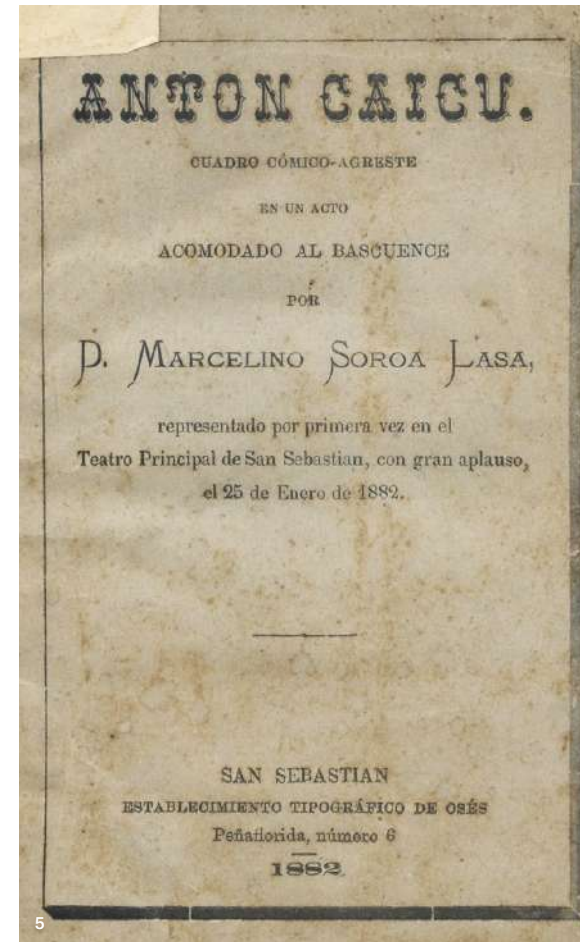 ANTON CAICU.
CUADRO CÓMICO-AGRESTE
EN UN ACTO
ACOMODADO AL BASCUENCE
POR
D. MARCELINO SOROA LASA,
representado por primera vez en el
Teatro Principal de San Sebastian, con gran aplauso,
el 25 de Enero de 1882.
SAN SEBASTIAN
ESTABLECIMIENTO TIPOGRÁFICO DE OSÉS
Peñaflorida, número 6
1882
5